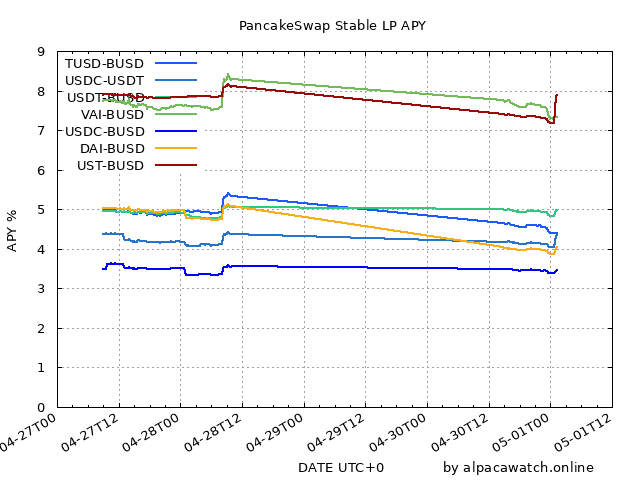 PancakeSwap Stable LP APY
9
8
7
6
5
4
3
2
1
0
APY %
TUSD-BUSD
USDC-USDT
USDT-BUSD
VAI-BUSD
USDC-BUSD
DAI-BUSD
UST-BUSD
04-27T00
04-27T12
04-28T00
04-28T12
04-29T00
04-29T12
04-30T00
04-30T12
05-01T00
05-01T12
DATE UTC+0
by alpacawatch.online